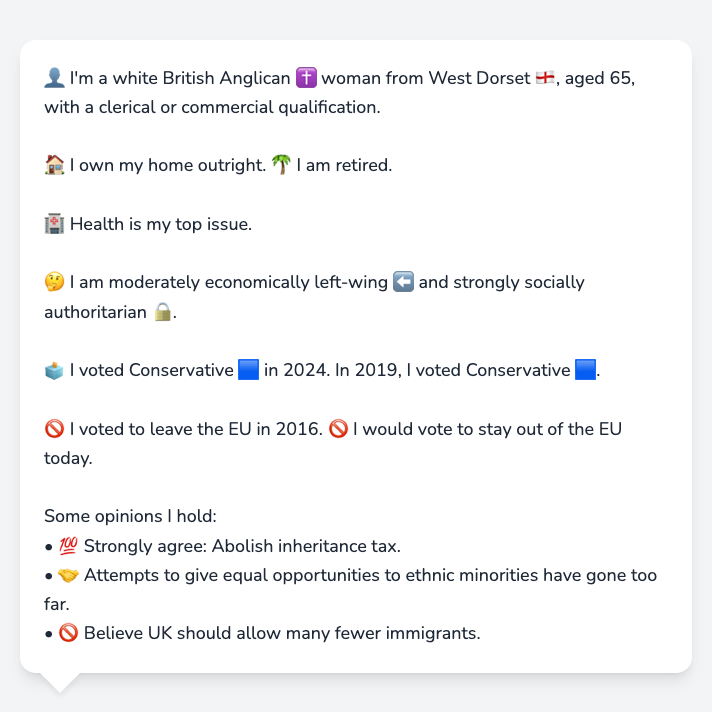 👤 I'm a white British Anglican ✝️ woman from West Dorset 🏴󠁧󠁢󠁥󠁮󠁧󠁿, aged 65,
with a clerical or commercial qualification.
🏠 I own my home outright. 🌴 I am retired.
🏥 Health is my top issue.
🤔 I am moderately economically left-wing ⬅️ and strongly socially
authoritarian 🔒.
🗳️ I voted Conservative 🟦 in 2024. In 2019, I voted Conservative 🟦.
🚫 I voted to leave the EU in 2016. 🚫 I would vote to stay out of the EU
today.
Some opinions I hold:
• 💯 Strongly agree: Abolish inheritance tax.
• 🤝 Attempts to give equal opportunities to ethnic minorities have gone too
far.
• 🚫 Believe UK should allow many fewer immigrants.